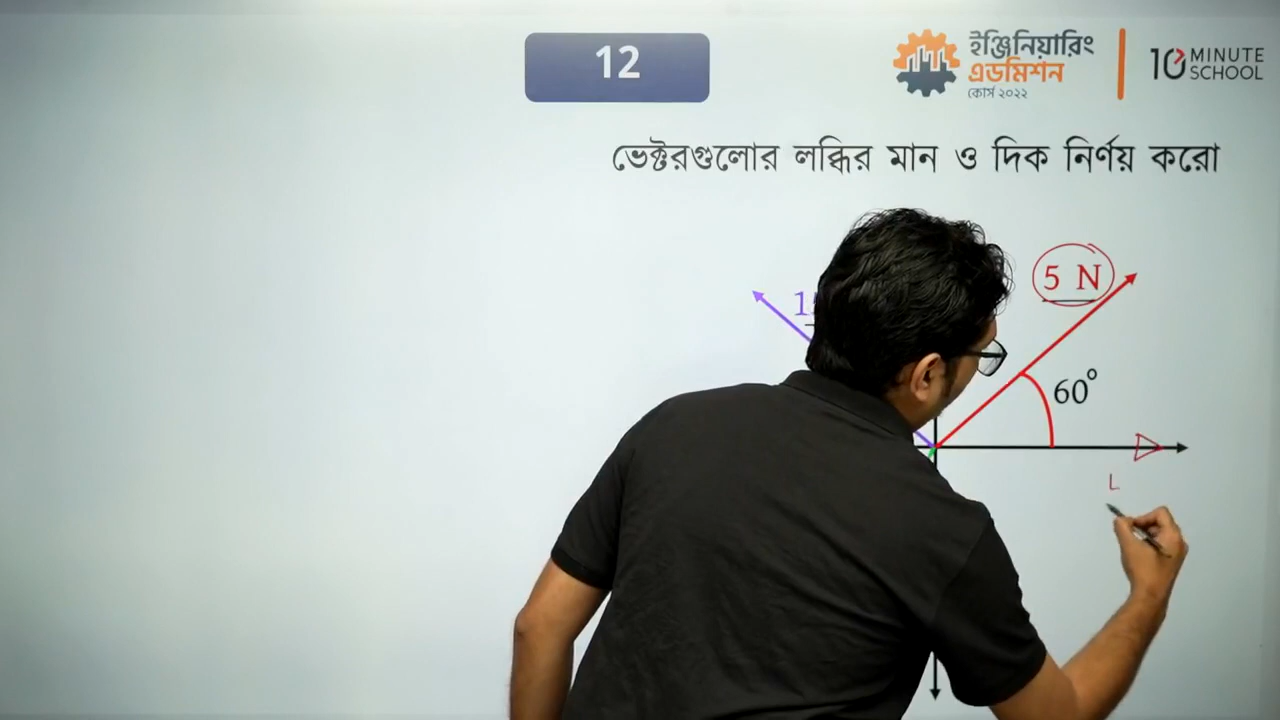 12
ইঞ্জিনিয়ারিং
এডমিশন
কোর্স ২০২২
10 MINUTE
SCHOOL
ভেক্টরগুলোর লব্ধির মান ও দিক নির্ণয় করো
5 N
60°
L